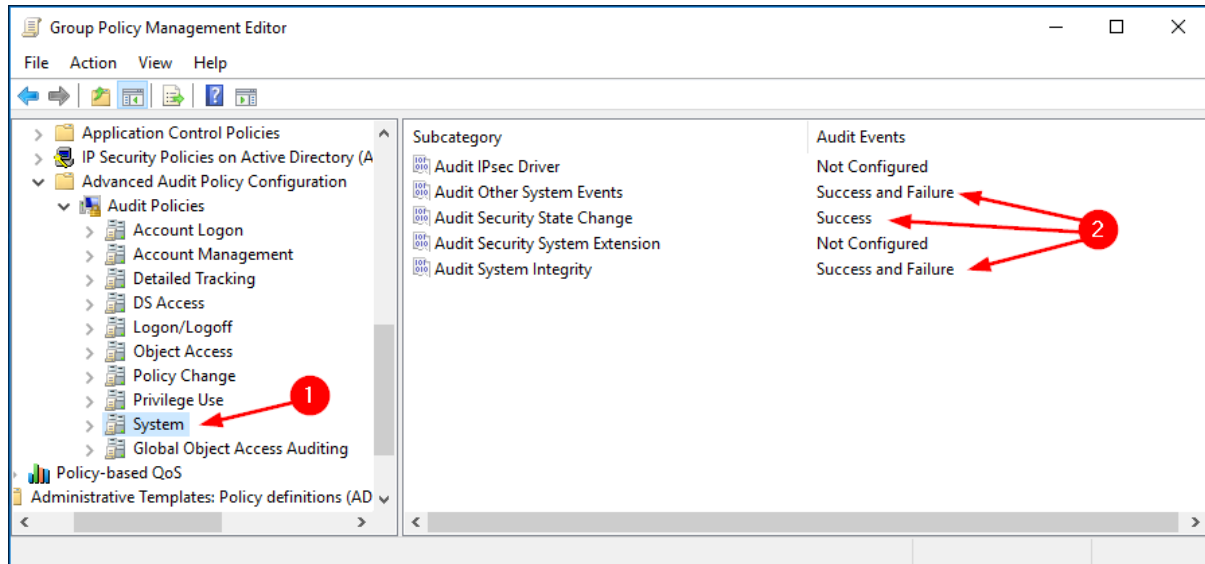 Group Policy Management Editor
File Action View Help
Application Control Policies
IP Security Policies on Active Directory (A
Advanced Audit Policy Configuration
Audit Policies
Account Logon
Account Management
Detailed Tracking
DS Access
Logon/Logoff
Object Access
Policy Change
Privilege Use
1
System
Global Object Access Auditing
Policy-based QoS
Administrative Templates: Policy definitions (AD
Subcategory Audit Events
Audit IPsec Driver Not Configured
Audit Other System Events Success and Failure
Audit Security State Change Success
2
Audit Security System Extension Not Configured
Audit System Integrity Success and Failure